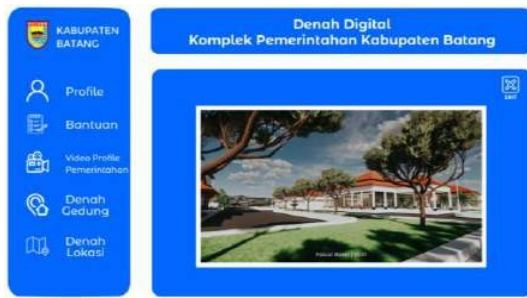 KABUPATEN
BATANG
Denah Digital
Komplek Pemerintahan Kabupaten Batang
Profile
Bantuan
Video Profile
Pemerintahan
Denah
Gedung
Denah
Lokasi
EXIT